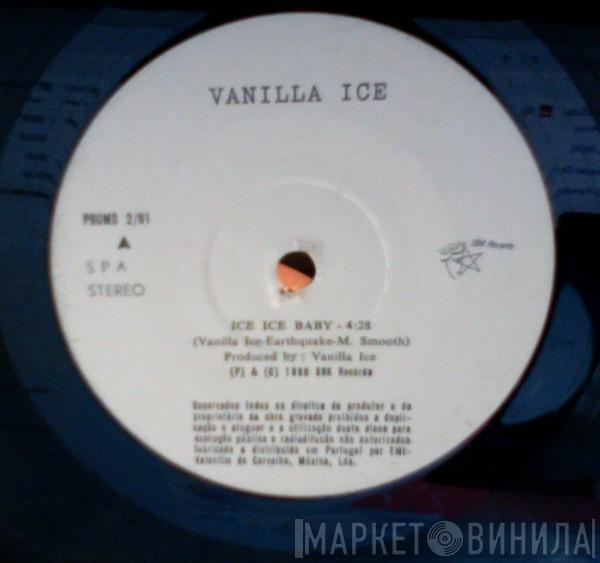 VANILLA ICE
PROMO 2/91
A
SPA
STEREO
SBK Records
ICE ICE BABY - 4:28
(Vanilla Ice-Earthquake-M. Smooth)
Produced by: Vanilla Ice
(P) & (C) 1990 SBK Records
Reservados todos os direitos do produtor e do
proprietário da obra gravada proibidos a dupli-
cação o aluguer e a utilização deste disco para
execução pública e radiodifusão não autorizados
fabricado e distribuido em Portugal por EMI-
Valentim de Carvalho, Música, Lda.
МАРКЕТ ВИНИЛА